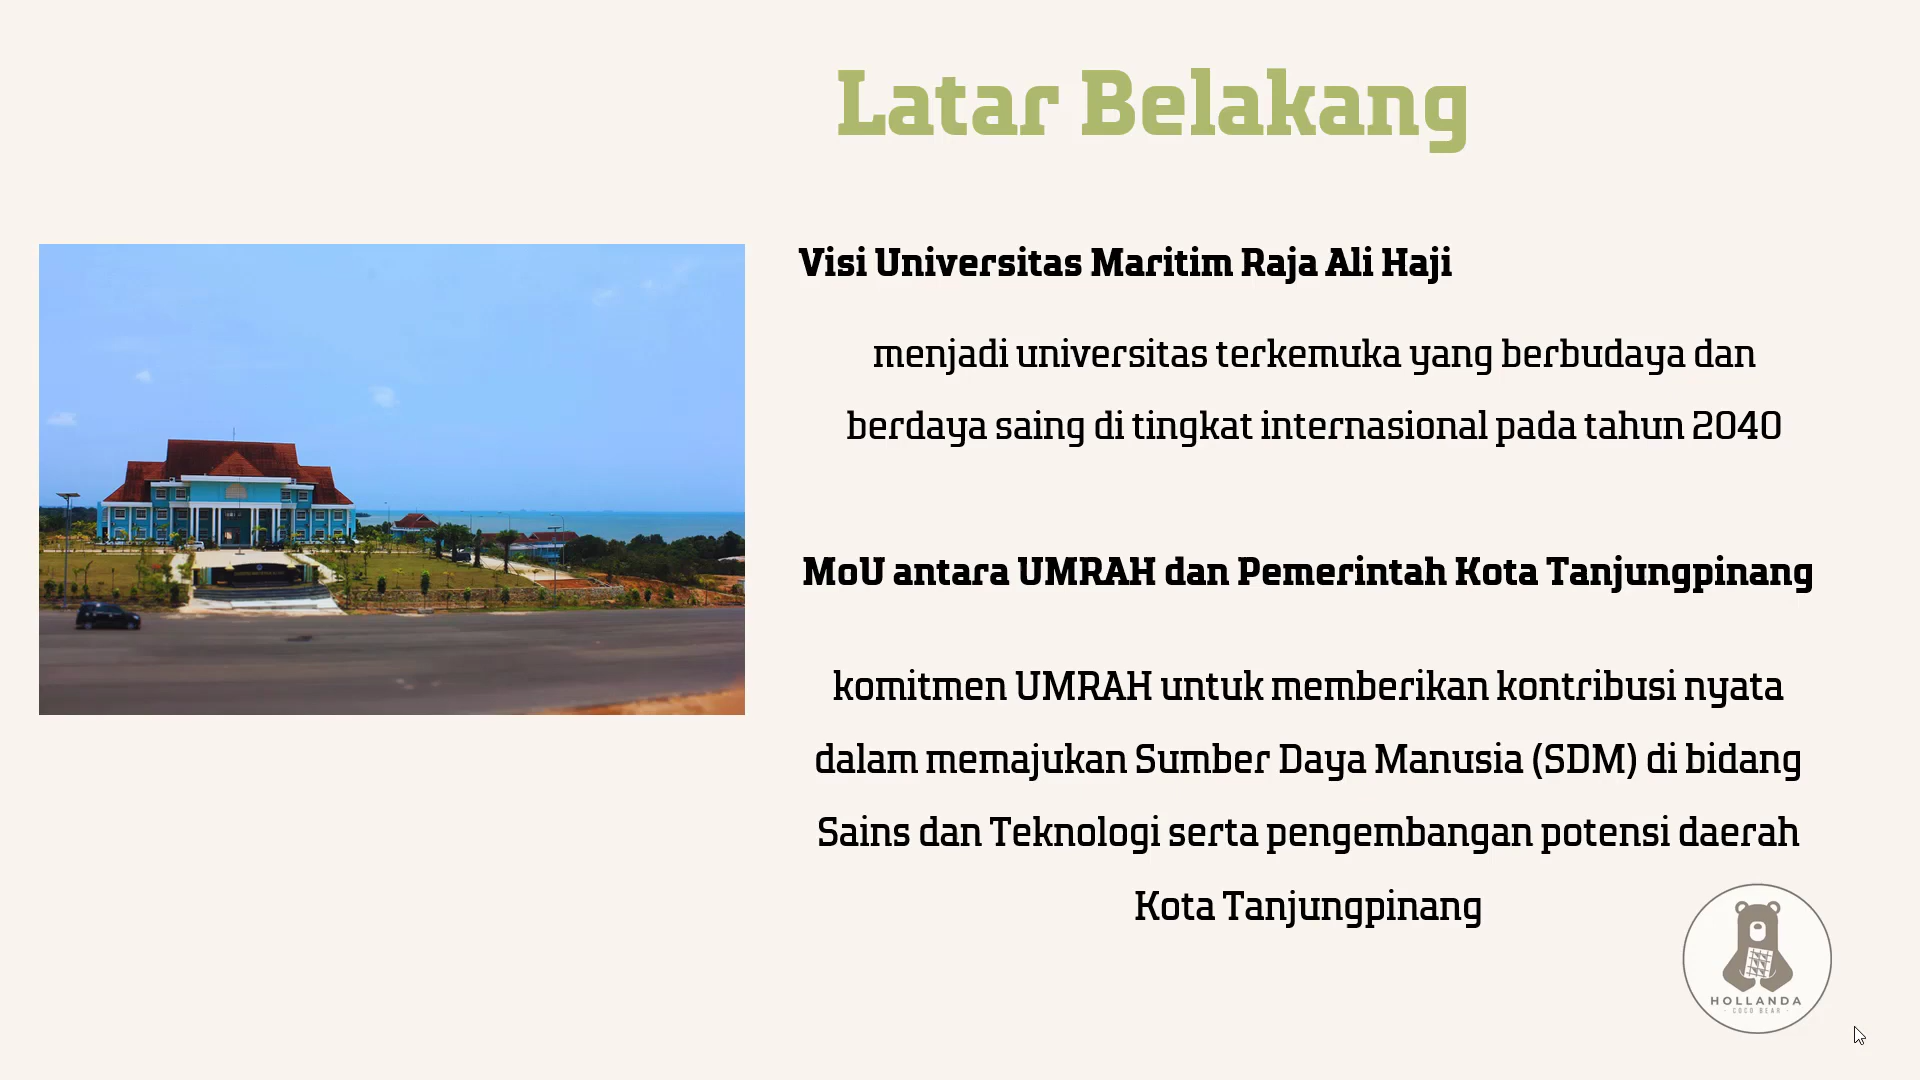 Latar Belakang
Visi Universitas Maritim Raja Ali Haji
menjadi universitas terkemuka yang berbudaya dan
berdaya saing di tingkat internasional pada tahun 2040
MoU antara UMRAH dan Pemerintah Kota Tanjungpinang
komitmen UMRAH untuk memberikan kontribusi nyata
dalam memajukan Sumber Daya Manusia (SDM) di bidang
Sains dan Teknologi serta pengembangan potensi daerah
Kota Tanjungpinang
HOLLANDA
COCO BEAR